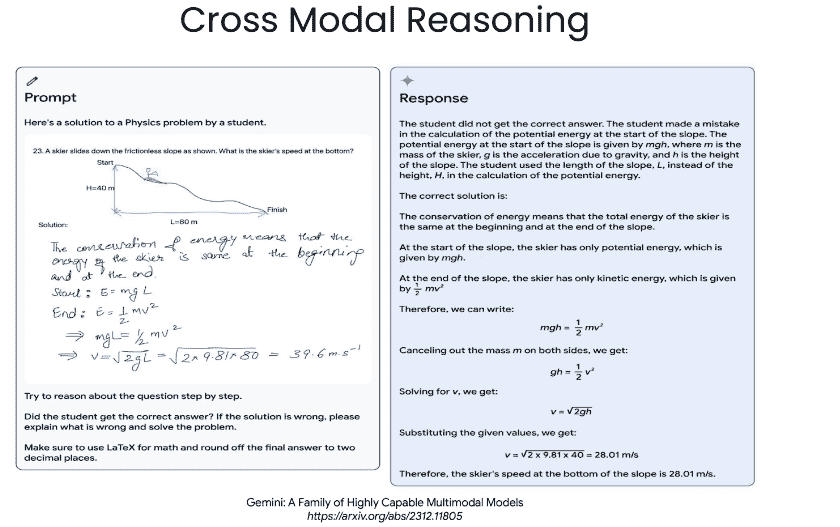 Cross Modal Reasoning
Prompt
Here's a solution to a Physics problem by a student.
23. A skier slides down the frictionless slope as shown. What is the skier's speed at the bottom?
Start
H=40 m
Finish
L=80 m
Solution:
The conservation of energy means that the
energy of the skier is same at the beginning
and at the end.
Start: E = mgL
End: E = 1/2 mv²
⇒ mgL = 1/2 mv²
⇒ v = √2gL = √2×9.81×80 = 39.6 m s⁻¹
Try to reason about the question step by step.
Did the student get the correct answer? If the solution is wrong, please
explain what is wrong and solve the problem.
Make sure to use LaTeX for math and round off the final answer to two
decimal places.
Response
The student did not get the correct answer. The student made a mistake
in the calculation of the potential energy at the start of the slope. The
potential energy at the start of the slope is given by mgh, where m is the
mass of the skier, g is the acceleration due to gravity, and h is the height
of the slope. The student used the length of the slope, L, instead of the
height, H, in the calculation of the potential energy.
The correct solution is:
The conservation of energy means that the total energy of the skier is
the same at the beginning and at the end of the slope.
At the start of the slope, the skier has only potential energy, which is
given by mgh.
At the end of the slope, the skier has only kinetic energy, which is given
by 1/2 mv²
Therefore, we can write:
mgh = 1/2 mv²
Canceling out the mass m on both sides, we get:
gh = 1/2 v²
Solving for v, we get:
v = √2gh
Substituting the given values, we get:
v = √2 x 9.81 x 40 = 28.01 m/s
Therefore, the skier's speed at the bottom of the slope is 28.01 m/s.
Gemini: A Family of Highly Capable Multimodal Models
https://arxiv.org/abs/2312.11805